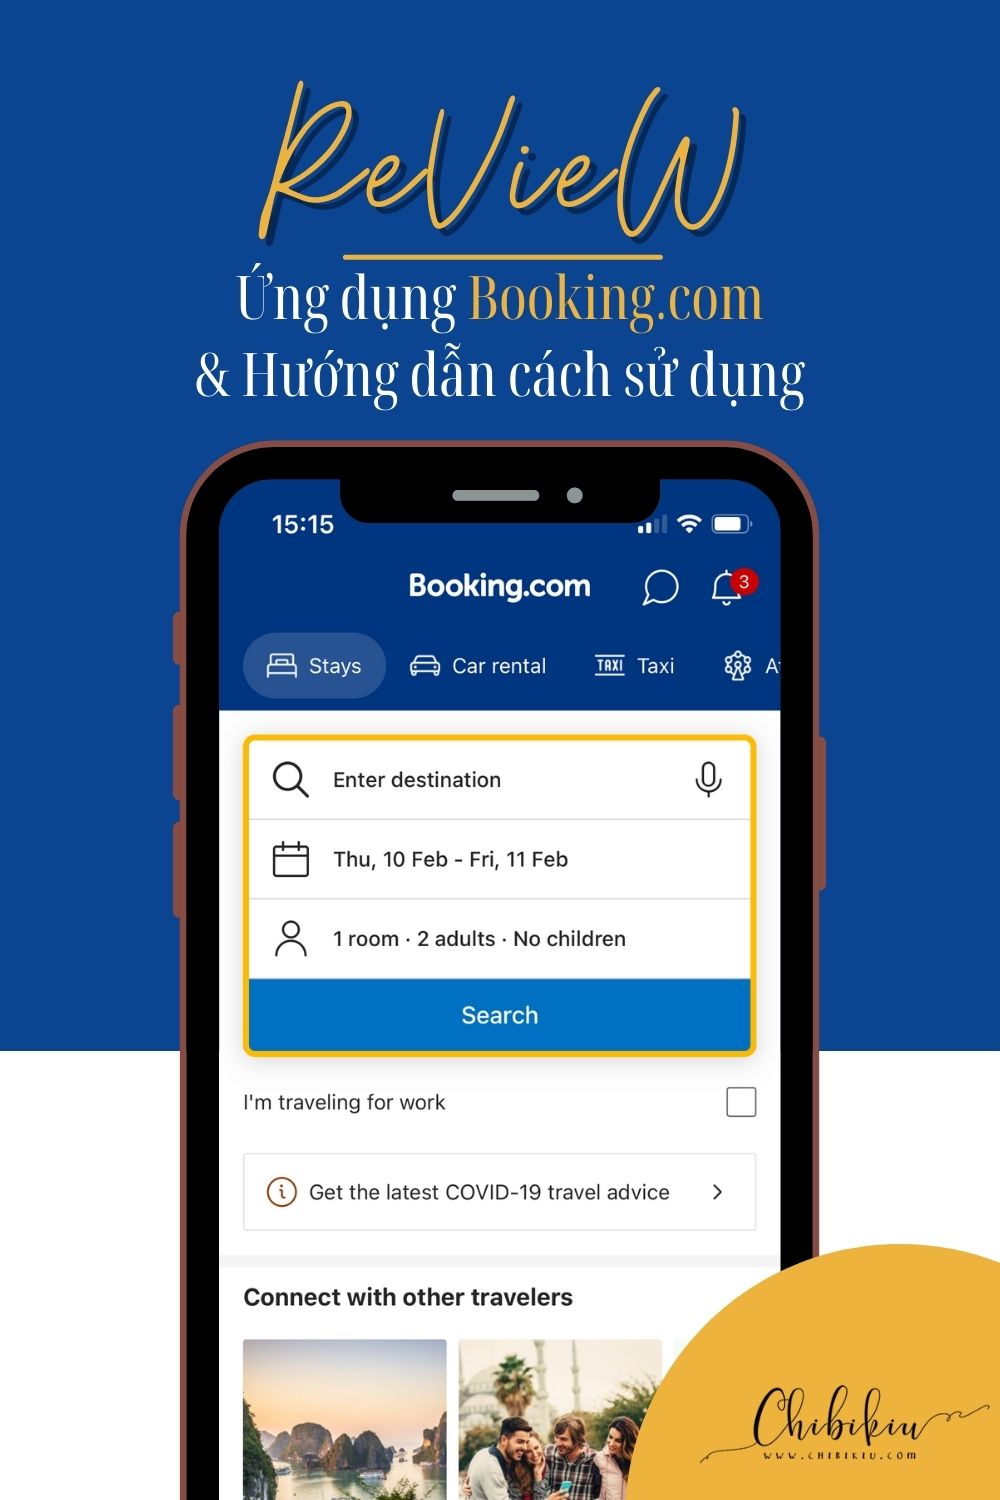 ReVieW
Ứng dụng Booking.com
& Hướng dẫn cách sử dụng
15:15
Booking.com
3
Stays Car rental TAXI Taxi
Enter destination
Thu, 10 Feb - Fri, 11 Feb
1 room · 2 adults · No children
Search
I'm traveling for work
Get the latest COVID-19 travel advice
Connect with other travelers
Chibikiu
www.chibikiu.com